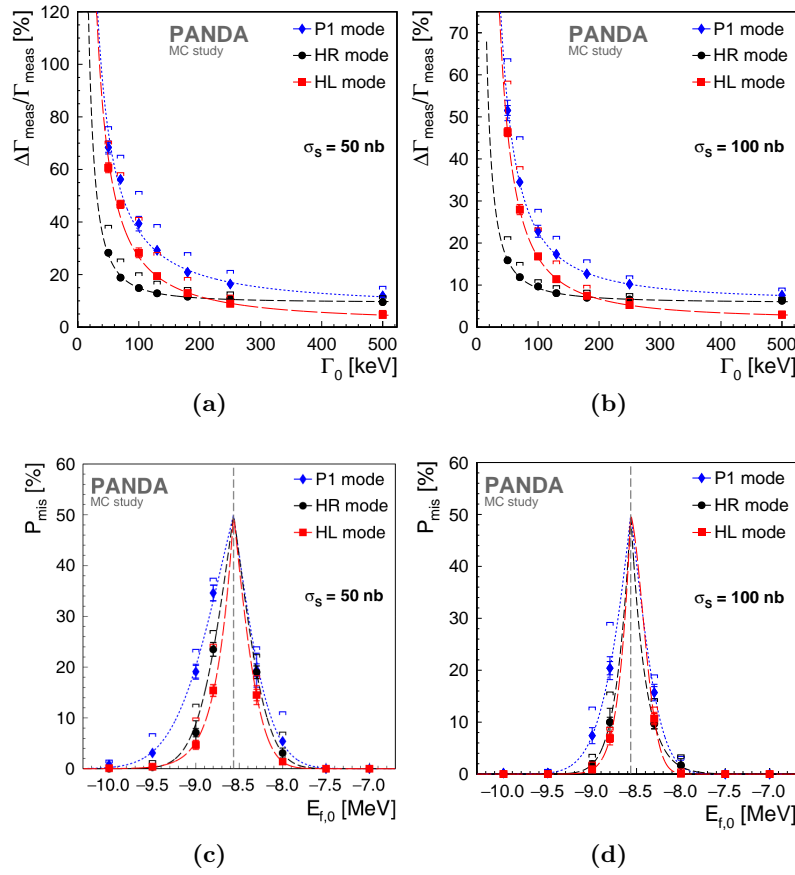 ΔΓmeas/Γmeas [%]
120
100
80
60
40
20
0
PANDA
MC study
P1 mode
HR mode
HL mode
σS = 50 nb
0 100 200 300 400 500
Γ0 [keV]
(a)
ΔΓmeas/Γmeas [%]
70
60
50
40
30
20
10
0
PANDA
MC study
P1 mode
HR mode
HL mode
σS = 100 nb
0 100 200 300 400 500
Γ0 [keV]
(b)
Pmis [%]
60
50
40
30
20
10
0
PANDA
MC study
P1 mode
HR mode
HL mode
σS = 50 nb
−10.0 −9.5 −9.0 −8.5 −8.0 −7.5 −7.0
Ef,0 [MeV]
(c)
Pmis [%]
60
50
40
30
20
10
0
PANDA
MC study
P1 mode
HR mode
HL mode
σS = 100 nb
−10.0 −9.5 −9.0 −8.5 −8.0 −7.5 −7.0
Ef,0 [MeV]
(d)